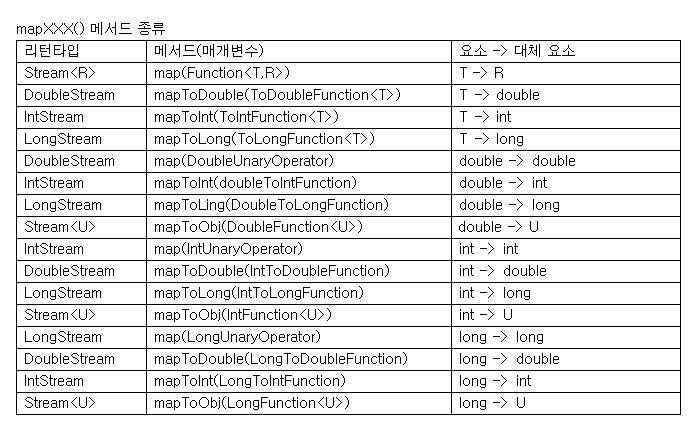 mapXXX() 메서드 종류
리턴타입 메서드(매개변수) 요소 -> 대체 요소
Stream<R> map(Function<T,R>) T -> R
DoubleStream mapToDouble(ToDoubleFunction<T>) T -> double
IntStream mapToInt(ToIntFunction<T>) T -> int
LongStream mapToLong(ToLongFunction<T>) T -> long
DoubleStream map(DoubleUnaryOperator) double -> double
IntStream mapToInt(doubleToIntFunction) double -> int
LongStream mapToLing(DoubleToLongFunction) double -> long
Stream<U> mapToObj(DoubleFunction<U>) double -> U
IntStream map(IntUnaryOperator) int -> int
DoubleStream mapToDouble(IntToDoubleFunction) int -> double
LongStream mapToLong(IntToLongFunction) int -> long
Stream<U> mapToObj(IntFunction<U>) int -> U
LongStream map(LongUnaryOperator) long -> long
DoubleStream mapToDouble(LongToDoubleFunction) long -> double
IntStream mapToInt(LongToIntFunction) long -> int
Stream<U> mapToObj(LongFunction<U>) long -> U